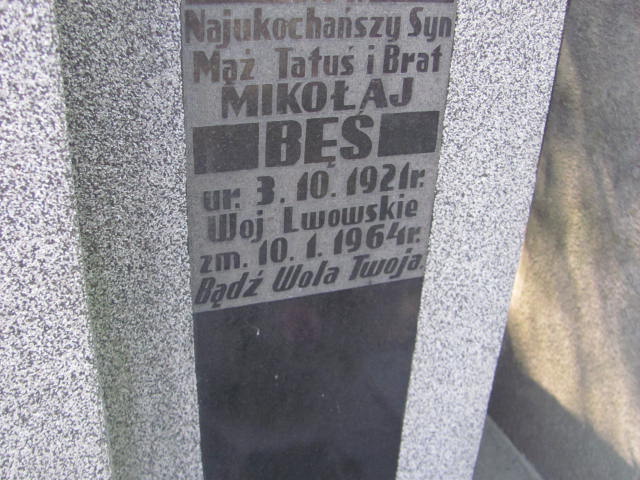 Najukochańszy Syn
Mąż Tatuś i Brat
MIKOŁAJ
BĘŚ
ur. 3. 10. 1921r.
Woj Lwowskie
zm. 10. 1. 1964r.
Bądź Wola Twoja.